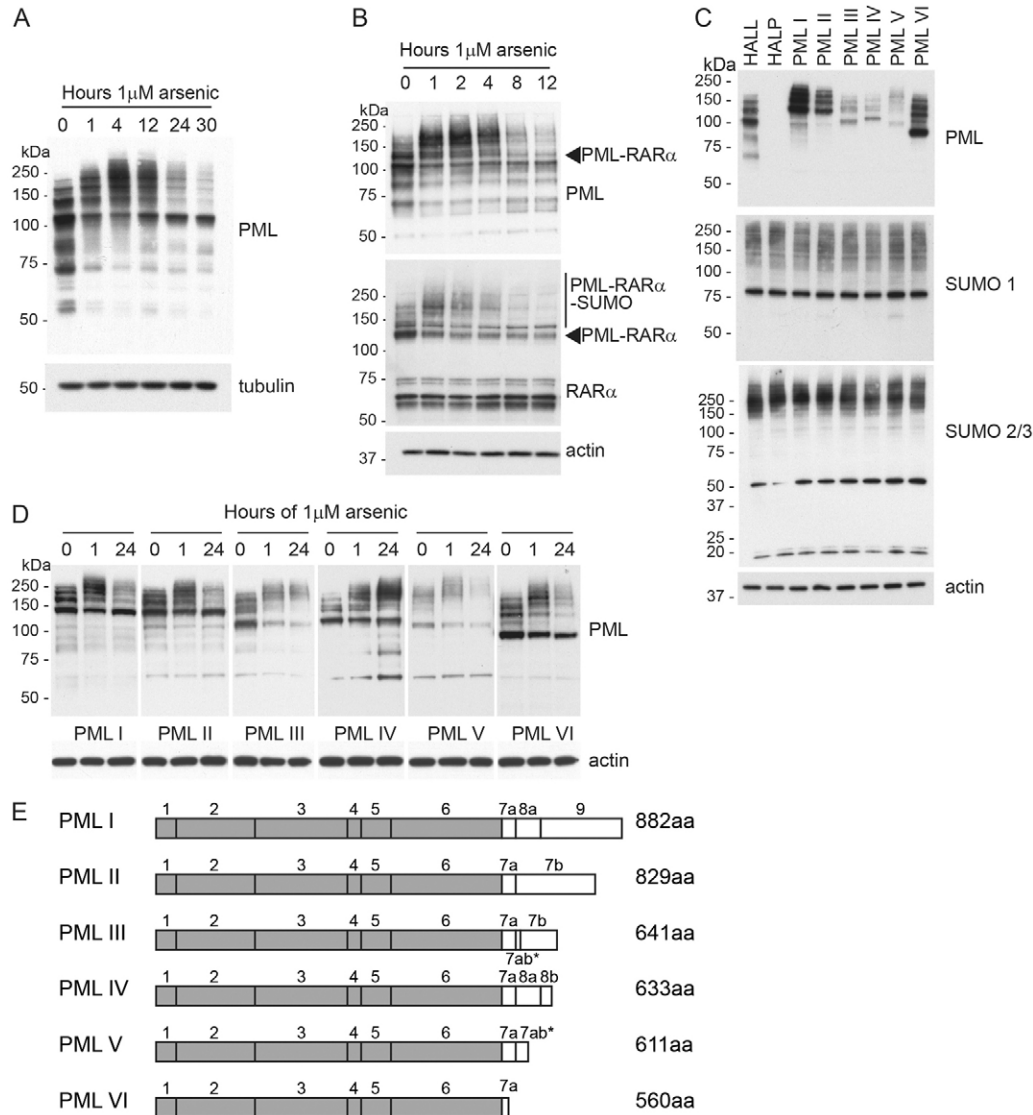 A
Hours 1μM arsenic
0 1 4 12 24 30
kDa
250 -
150 -
100 -
75 -
50 -
PML
50 -
tubulin
B
Hours 1μM arsenic
0 1 2 4 8 12
kDa
250 -
150 -
100 -
75 -
50 -
◀PML-RARα
PML
250 -
150 -
100 -
75 -
50 -
PML-RARα
-SUMO
◀PML-RARα
RARα
37 -
actin
C
HALL HALP PML I PML II PML III PML IV PML V PML VI
kDa
250 -
150 -
100 -
75 -
50 -
PML
250 -
150 -
100 -
75 -
50 -
SUMO 1
250 -
150 -
100 -
75 -
50 -
37 -
25 -
20 -
SUMO 2/3
37 -
actin
D
Hours of 1μM arsenic
0 1 24 0 1 24 0 1 24 0 1 24 0 1 24 0 1 24
kDa
250 -
150 -
100 -
75 -
50 -
PML
PML I PML II PML III PML IV PML V PML VI
actin
E
1 2 3 4 5 6 7a 8a 9
PML I 882aa
1 2 3 4 5 6 7a 7b
PML II 829aa
1 2 3 4 5 6 7a 7b
PML III 641aa
7ab*
1 2 3 4 5 6 7a 8a 8b
PML IV 633aa
1 2 3 4 5 6 7a 7ab*
PML V 611aa
1 2 3 4 5 6 7a
PML VI 560aa